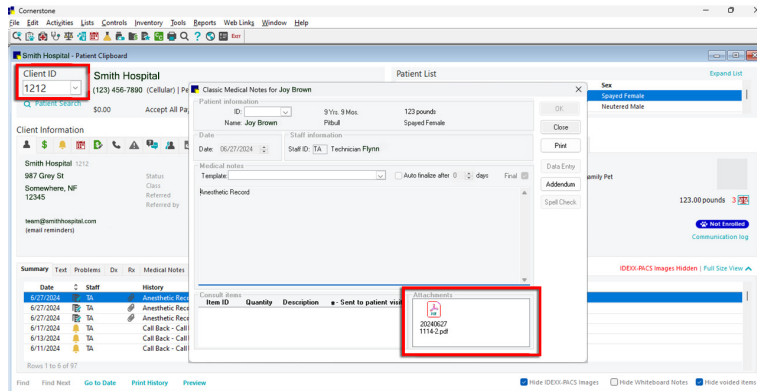 Cornerstone
File Edit Activities Lists Controls Inventory Tools Reports Web Links Window Help
Smith Hospital - Patient Clipboard
Client ID
1212
Patient Search
Smith Hospital
(123) 456-7890 (Cellular) | Pe
$0.00 Accept All Pa
Patient List
Expand List
Sex
Spayed Female
Neutered Male
Client Information
Smith Hospital 1212
987 Grey St
Somewhere, NF
12345
Status
Class
Referred
Referred by
team@smithhospital.com
(email reminders)
amily Pet
123.00 pounds 3
Not Enrolled
Communication log
Classic Medical Notes for Joy Brown
Patient information
ID:
9 Yrs. 9 Mos.
123 pounds
Name: Joy Brown
Pitbull
Spayed Female
Date
Date: 06/27/2024
Staff information
Staff ID: TA Technician Flynn
Medical notes
Template:
Auto finalize after 0 days Final
Anesthetic Record
Consult items
Item ID Quantity Description - Sent to patient visit
Attachments
20240627
1114-2.pdf
OK
Close
Print
Data Entry
Addendum
Spell Check
Summary Text Problems Dx Rx Medical Notes
IDEXX-PACS Images Hidden | Full Size View
Date Staff History
6/27/2024 TA Anesthetic Reco
6/27/2024 TA Anesthetic Reco
6/27/2024 TA Anesthetic Reco
6/17/2024 TA Call Back - Call
6/13/2024 TA Call Back - Call
6/11/2024 TA Call Back - Call
Rows 1 to 6 of 97
Find Find Next Go to Date Print History Preview
Hide IDEXX-PACS Images Hide Whiteboard Notes Hide voided items